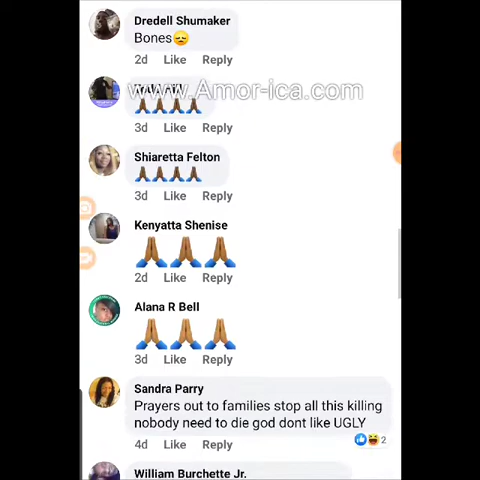 Dredell Shumaker
Bones😞
2d Like Reply
www.Amor-ica.com
🙏🏾🙏🏾🙏🏾🙏🏾
3d Like Reply
Shiaretta Felton
🙏🏾🙏🏾🙏🏾🙏🏾
3d Like Reply
Kenyatta Shenise
🙏🏾🙏🏾🙏🏾
2d Like Reply
Alana R Bell
🙏🏾🙏🏾🙏🏾
3d Like Reply
Sandra Parry
Prayers out to families stop all this killing
nobody need to die god dont like UGLY
4d Like Reply
2
William Burchette Jr.